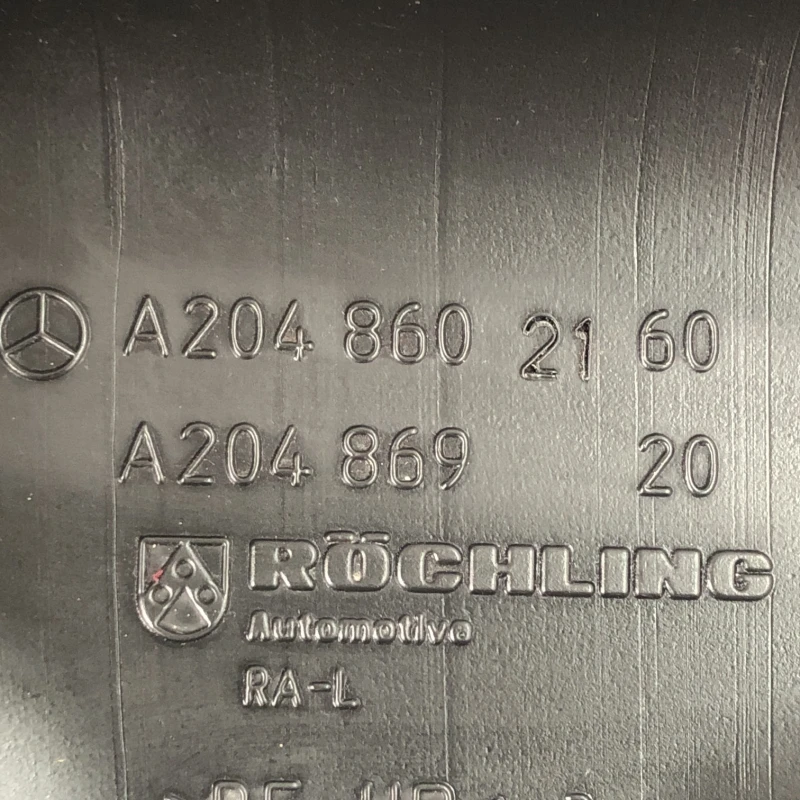 A204 860 21 60
A204 869 20
RÖCHLING
Automotive
RA-L